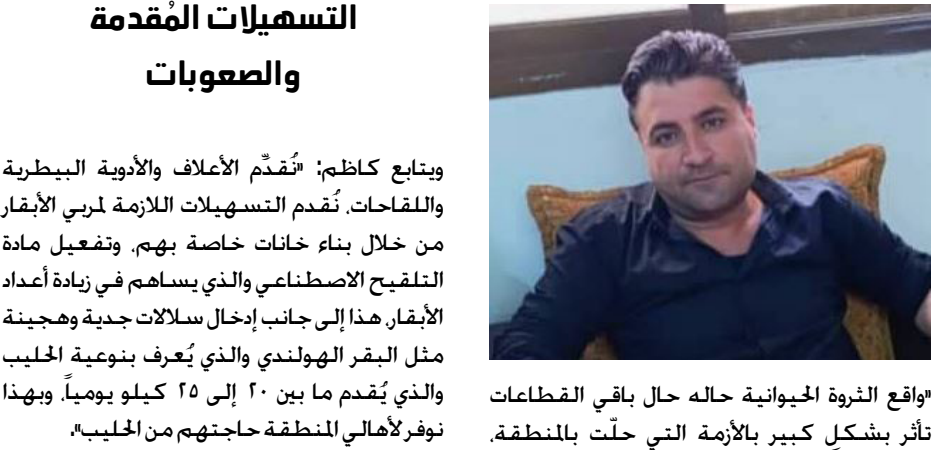 «واقع الثروة الحيوانية حاله حال باقي القطاعات
تأثر بشكلٍ كبير بالأزمة التي حلّت بالمنطقة،
التسهيلات المُقدمة
والصعوبات
ويتابع كاظم: «نُقدِّم الأعلاف والأدوية البيطرية
واللقاحات، نُقدم التسهيلات اللازمة لمربي الأبقار
من خلال بناء خانات خاصة بهم، وتفعيل مادة
التلقيح الاصطناعي والذي يساهم في زيادة أعداد
الأبقار، هذا إلى جانب إدخال سلالات جدية وهجينة
مثل البقر الهولندي والذي يُعرف بنوعية الحليب
والذي يُقدم ما بين ٢٠ إلى ٢٥ كيلو يومياً، وبهذا
نوفر لأهالي المنطقة حاجتهم من الحليب».